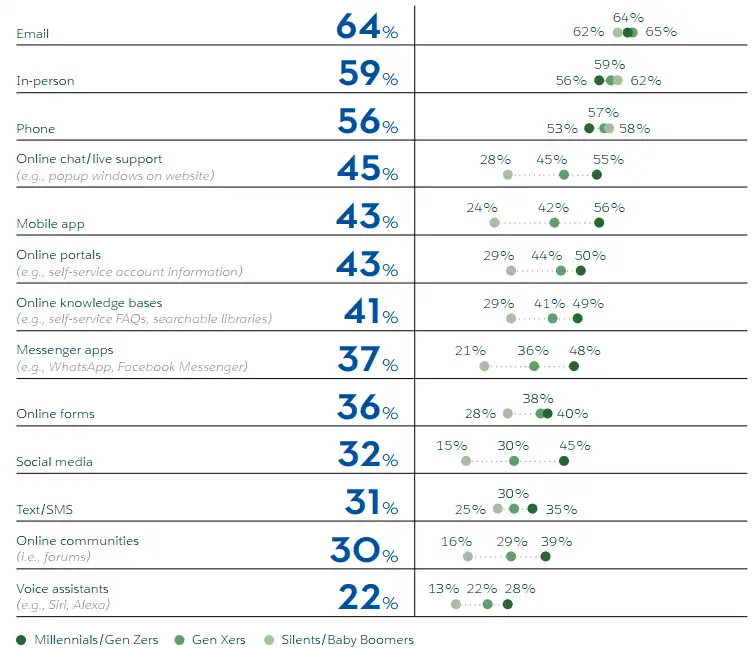 64%
Email 64% 62% 65%
59%
In-person 59% 56% 62%
57%
Phone 56% 53% 58%
Online chat/live support
(e.g., popup windows on website)
45% 28% 45% 55%
Mobile app 43% 24% 42% 56%
Online portals
(e.g., self-service account information)
43% 29% 44% 50%
Online knowledge bases
(e.g., self-service FAQs, searchable libraries)
41% 29% 41% 49%
Messenger apps
(e.g., WhatsApp, Facebook Messenger)
37% 21% 36% 48%
38%
Online forms 36% 28% 40%
Social media 32% 15% 30% 45%
30%
Text/SMS 31% 25% 35%
Online communities
(i.e., forums)
30% 16% 29% 39%
Voice assistants
(e.g., Siri, Alexa)
22% 13% 22% 28%
Millennials/Gen Zers Gen Xers Silents/Baby Boomers